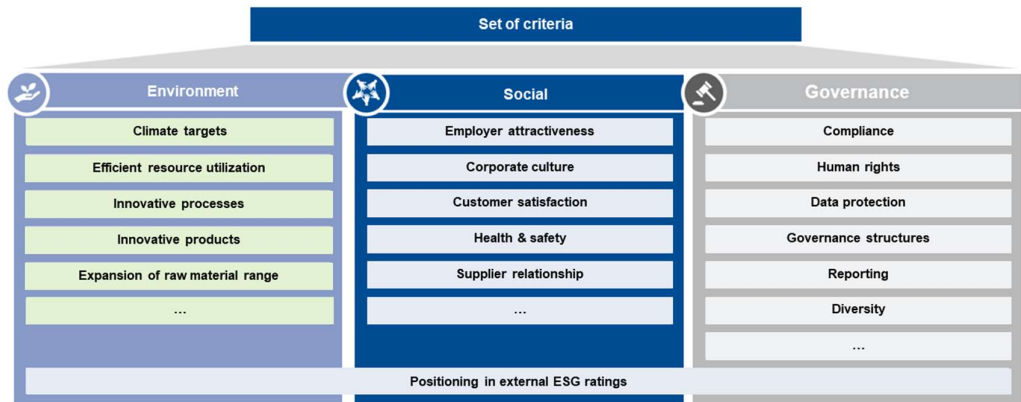 Set of criteria
Environment
Climate targets
Efficient resource utilization
Innovative processes
Innovative products
Expansion of raw material range
...
Social
Employer attractiveness
Corporate culture
Customer satisfaction
Health & safety
Supplier relationship
...
Governance
Compliance
Human rights
Data protection
Governance structures
Reporting
Diversity
...
Positioning in external ESG ratings